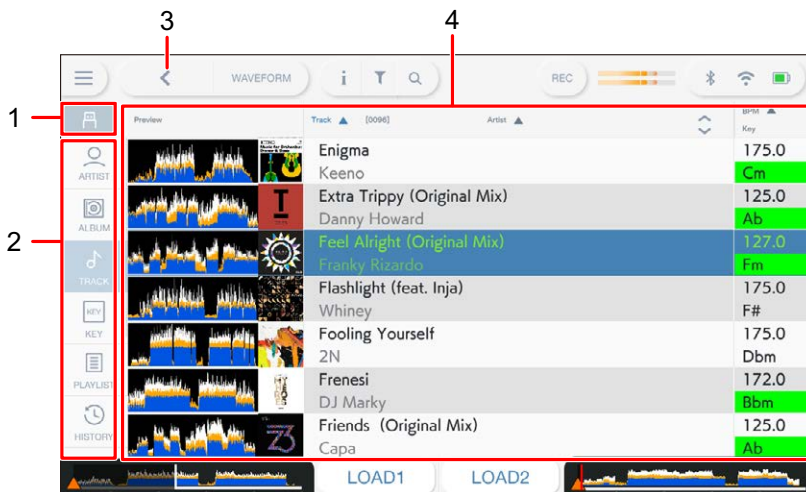 3
4
WAVEFORM
i
REC
1
Preview
Track ▲ [0096] Artist ▲
BPM ▲
Key
2
ARTIST
ALBUM
TRACK
KEY
KEY
PLAYLIST
HISTORY
Enigma
Keeno
175.0
Cm
Extra Trippy (Original Mix)
Danny Howard
125.0
Ab
Feel Alright (Original Mix)
Franky Rizardo
127.0
Fm
Flashlight (feat. Inja)
Whiney
175.0
F#
Fooling Yourself
2N
175.0
Dbm
Frenesi
DJ Marky
172.0
Bbm
Friends (Original Mix)
Capa
125.0
Ab
LOAD1
LOAD2